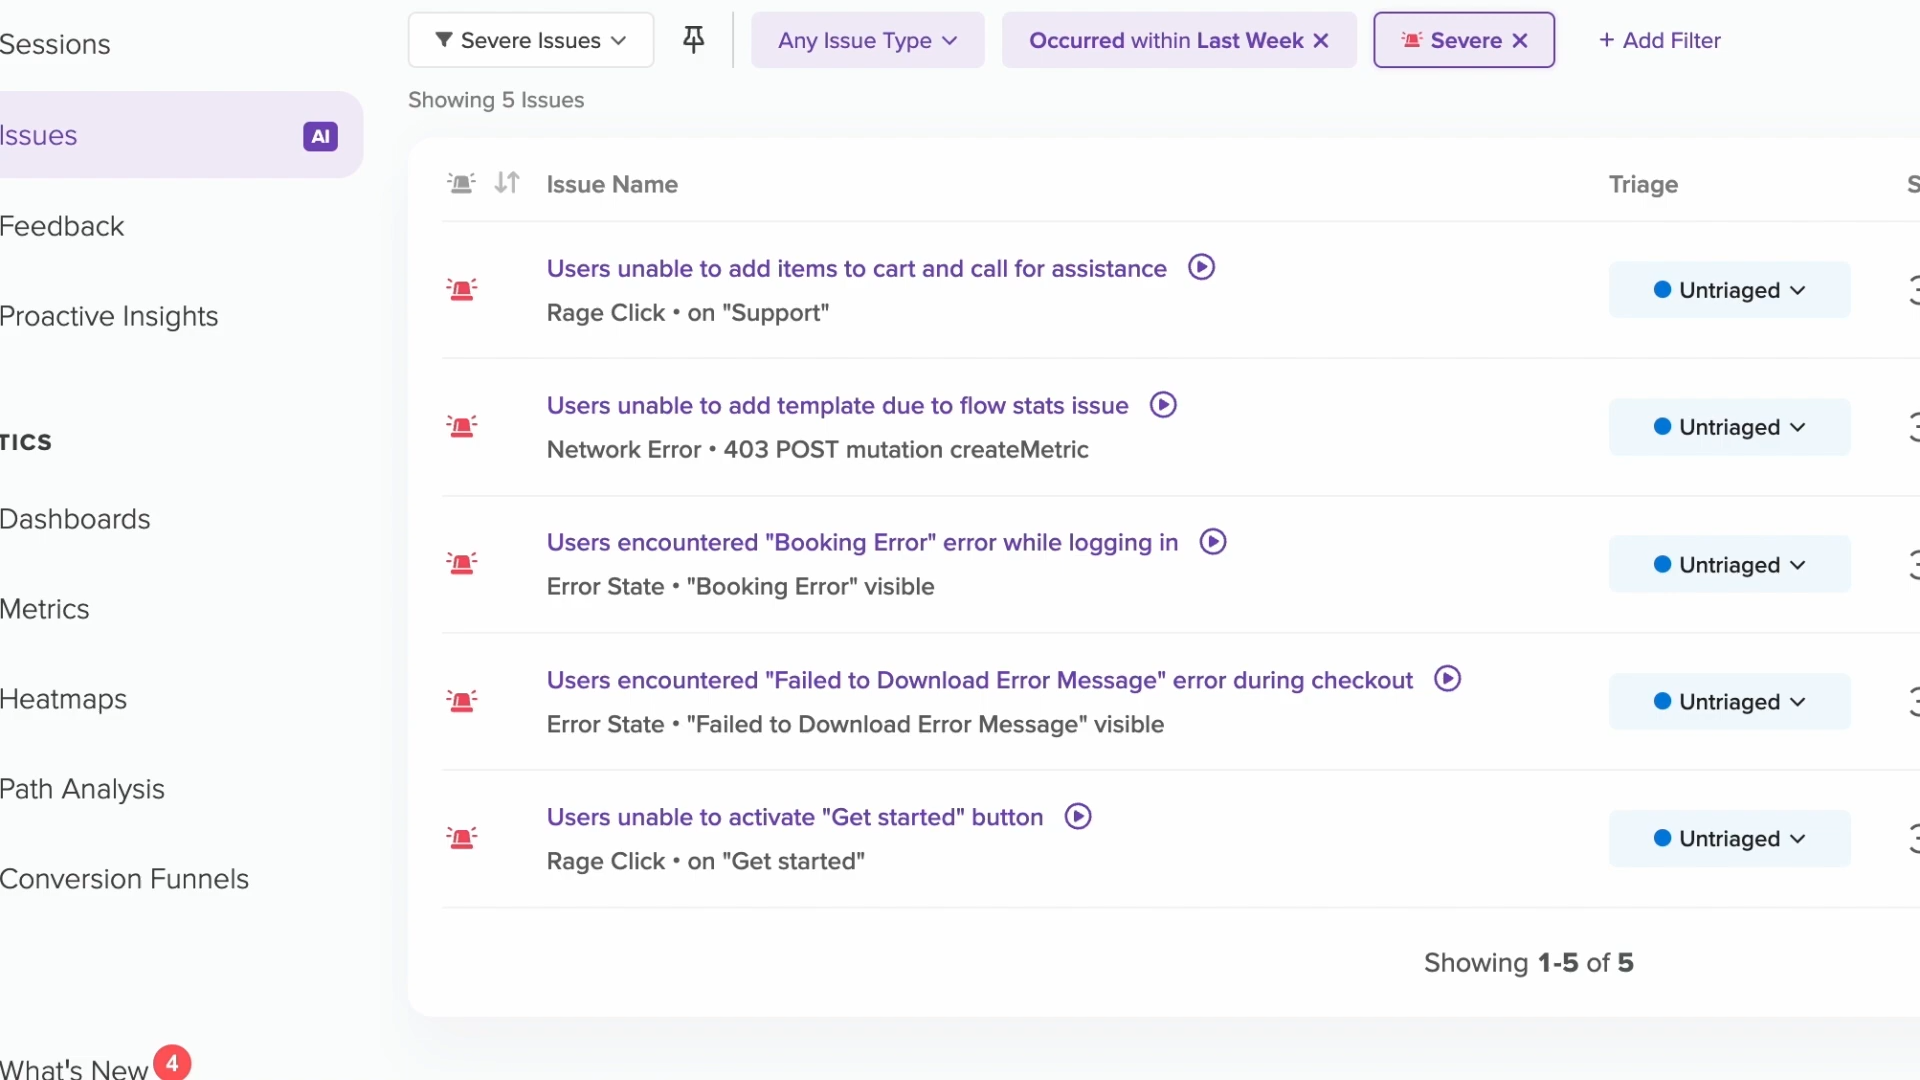 Sessions
Issues AI
Feedback
Proactive Insights
TICS
Dashboards
Metrics
Heatmaps
Path Analysis
Conversion Funnels
What's New 4
Severe Issues
Any Issue Type
Occurred within Last Week
Severe
+ Add Filter
Showing 5 Issues
Issue Name Triage S
Users unable to add items to cart and call for assistance
Rage Click • on "Support"
Untriaged
Users unable to add template due to flow stats issue
Network Error • 403 POST mutation createMetric
Untriaged
Users encountered "Booking Error" error while logging in
Error State • "Booking Error" visible
Untriaged
Users encountered "Failed to Download Error Message" error during checkout
Error State • "Failed to Download Error Message" visible
Untriaged
Users unable to activate "Get started" button
Rage Click • on "Get started"
Untriaged
Showing 1-5 of 5